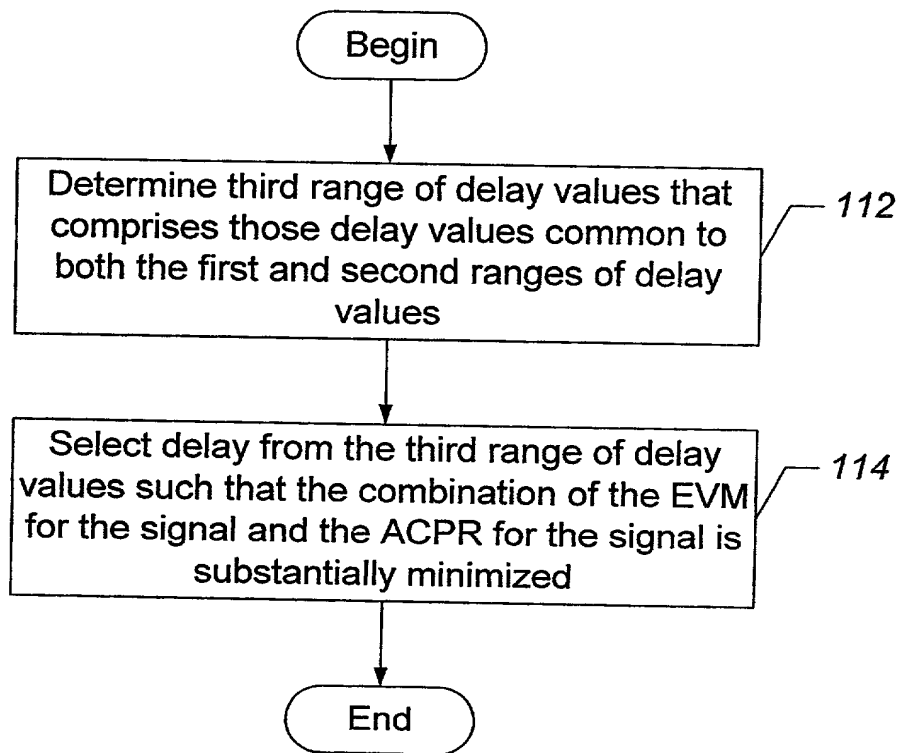 Begin
Determine third range of delay values that
comprises those delay values common to
both the first and second ranges of delay
values
112
Select delay from the third range of delay
values such that the combination of the EVM
for the signal and the ACPR for the signal is
substantially minimized
114
End